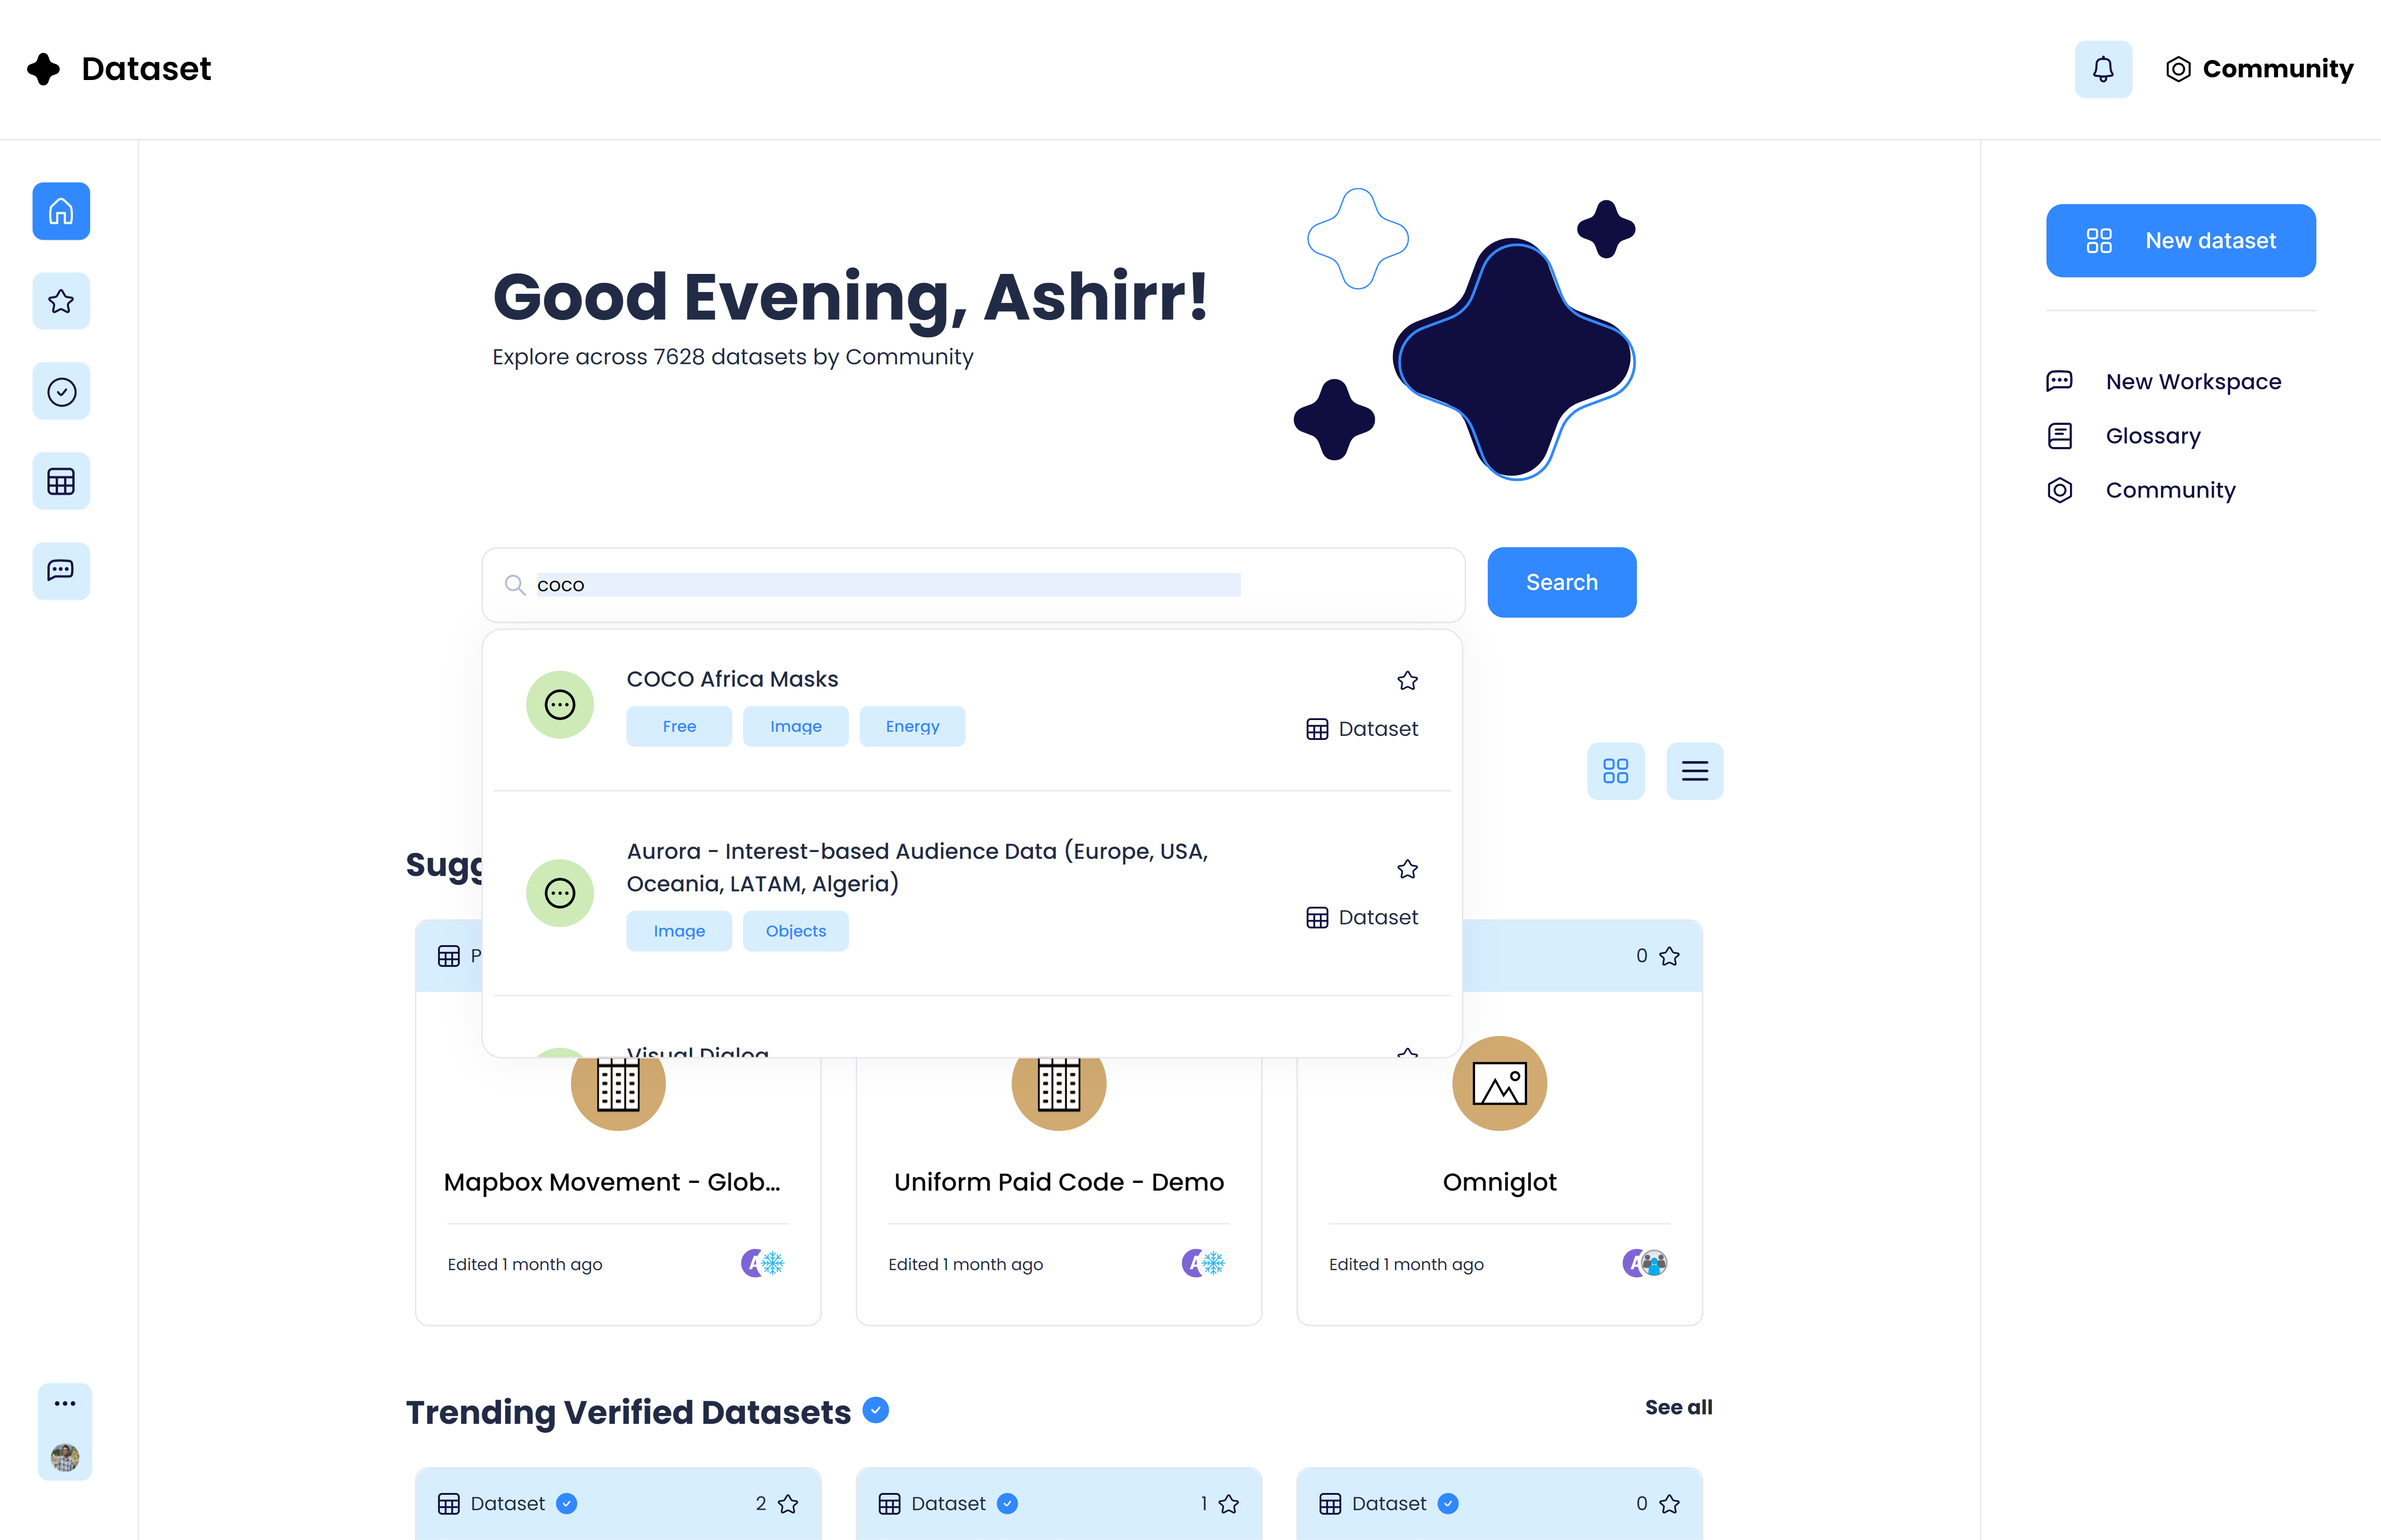 Dataset
Community
Good Evening, Ashirr!
Explore across 7628 datasets by Community
New dataset
New Workspace
Glossary
Community
coco
Search
COCO Africa Masks
Free
Image
Energy
Dataset
Aurora - Interest-based Audience Data (Europe, USA,
Oceania, LATAM, Algeria)
Image
Objects
Dataset
Visual Dialog
0
Mapbox Movement - Glob...
Edited 1 month ago
Uniform Paid Code - Demo
Edited 1 month ago
Omniglot
Edited 1 month ago
Trending Verified Datasets
See all
Dataset
2
Dataset
1
Dataset
0